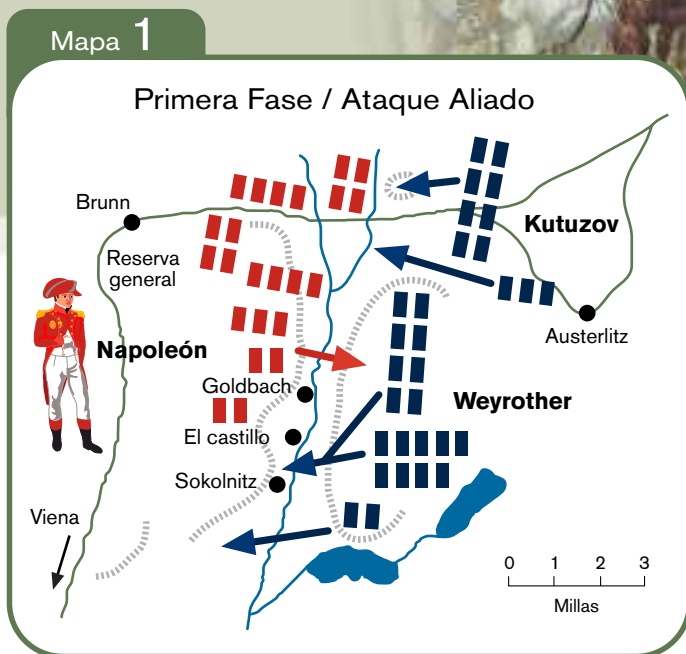 Mapa 1
Primera Fase / Ataque Aliado
Brunn
Reserva
general
Kutuzov
Napoleón
Austerlitz
Goldbach
Weyrother
El castillo
Sokolnitz
Viena
0 1 2 3
Millas